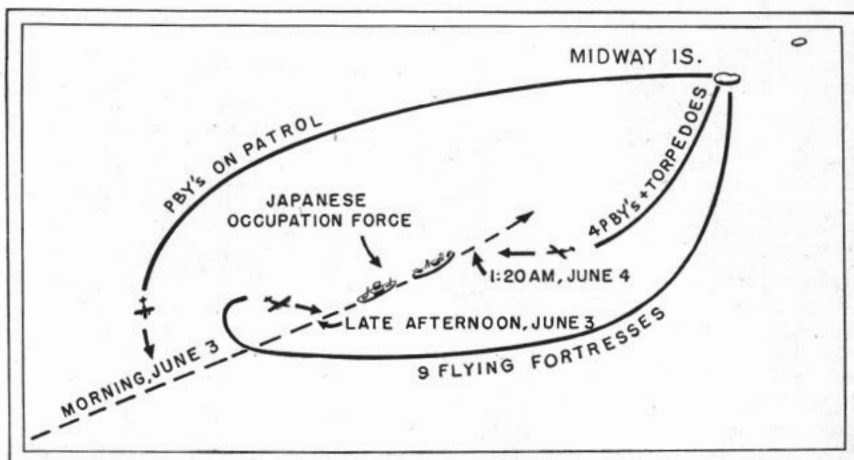 MIDWAY IS.
PBY's ON PATROL
JAPANESE
OCCUPATION FORCE
4 PBY's + TORPEDOES
1:20 AM, JUNE 4
LATE AFTERNOON, JUNE 3
9 FLYING FORTRESSES
MORNING, JUNE 3